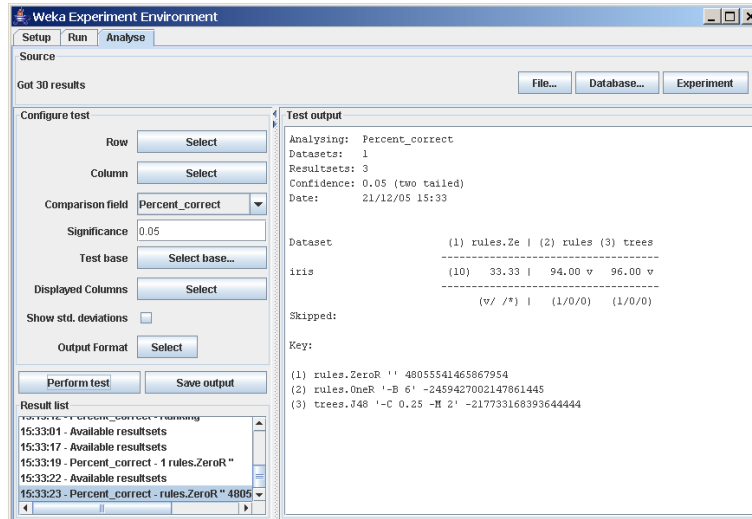 Weka Experiment Environment
Setup Run Analyse
Source
Got 30 results
File... Database... Experiment
Configure test
Row Select
Column Select
Comparison field Percent_correct
Significance 0.05
Test base Select base...
Displayed Columns Select
Show std. deviations
Output Format Select
Perform test Save output
Result list
15:33:01 - Available resultsets
15:33:17 - Available resultsets
15:33:19 - Percent_correct - 1 rules.ZeroR ''
15:33:22 - Available resultsets
15:33:23 - Percent_correct - rules.ZeroR '' 4805
Test output
Analysing: Percent_correct
Datasets: 1
Resultsets: 3
Confidence: 0.05 (two tailed)
Date: 21/12/05 15:33
Dataset (1) rules.Ze | (2) rules (3) trees
----------------------------------------
iris (10) 33.33 | 94.00 v 96.00 v
----------------------------------------
(v/ /*) | (1/0/0) (1/0/0)
Skipped:
Key:
(1) rules.ZeroR '' 48055541465867954
(2) rules.OneR '-B 6' -2459427002147861445
(3) trees.J48 '-C 0.25 -M 2' -217733168393644444